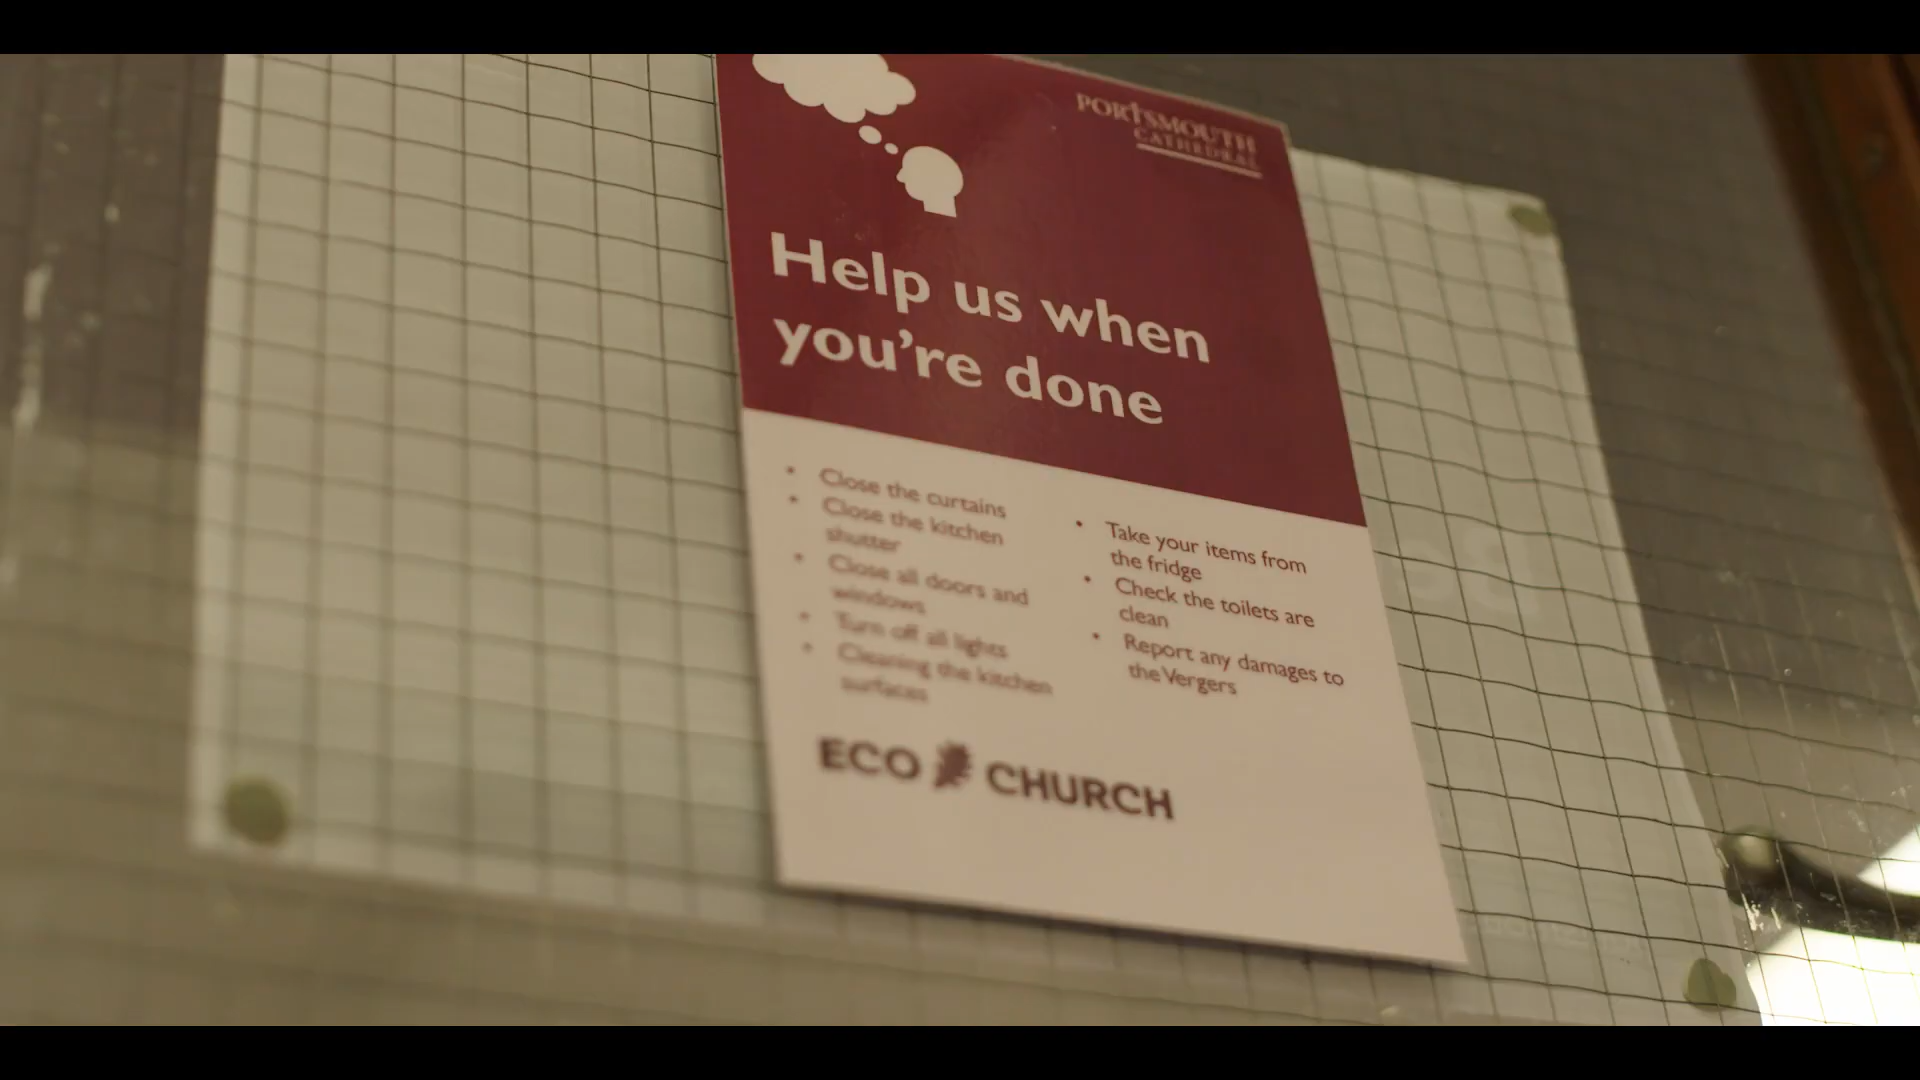 PORTSMOUTH
CATHEDRAL
Help us when
you're done
• Close the curtains
• Close the kitchen
shutter
• Close all doors and
windows
• Turn off all lights
• Cleaning the kitchen
surfaces
• Take your items from
the fridge
• Check the toilets are
clean
• Report any damages to
the Vergers
ECO CHURCH